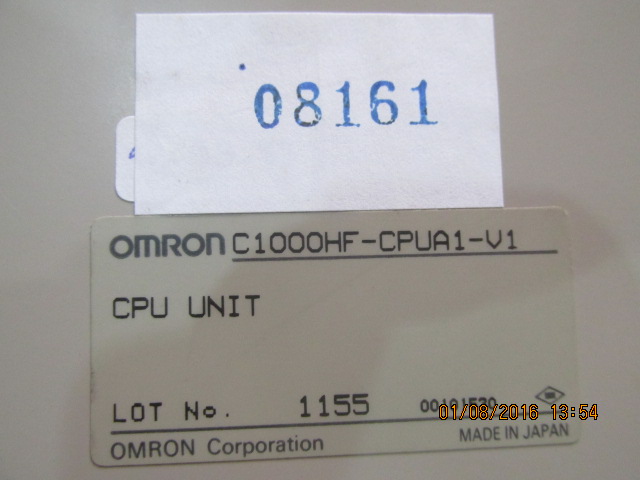 08161
OMRON C1000HF-CPUA1-V1
CPU UNIT
LOT No. 1155
01/08/2016 13:54
OMRON Corporation MADE IN JAPAN